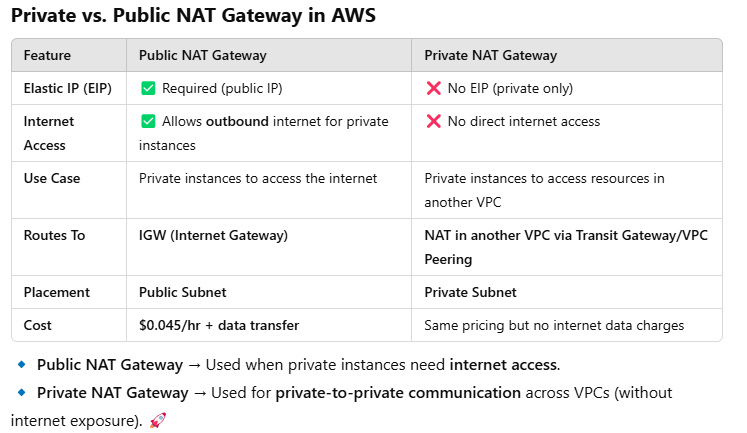 Private vs. Public NAT Gateway in AWS
Feature Public NAT Gateway Private NAT Gateway
Elastic IP (EIP) ✅ Required (public IP) ❌ No EIP (private only)
Internet Access ✅ Allows outbound internet for private instances ❌ No direct internet access
Use Case Private instances to access the internet Private instances to access resources in another VPC
Routes To IGW (Internet Gateway) NAT in another VPC via Transit Gateway/VPC Peering
Placement Public Subnet Private Subnet
Cost $0.045/hr + data transfer Same pricing but no internet data charges
🔹 Public NAT Gateway → Used when private instances need internet access.
🔹 Private NAT Gateway → Used for private-to-private communication across VPCs (without
internet exposure). 🚀